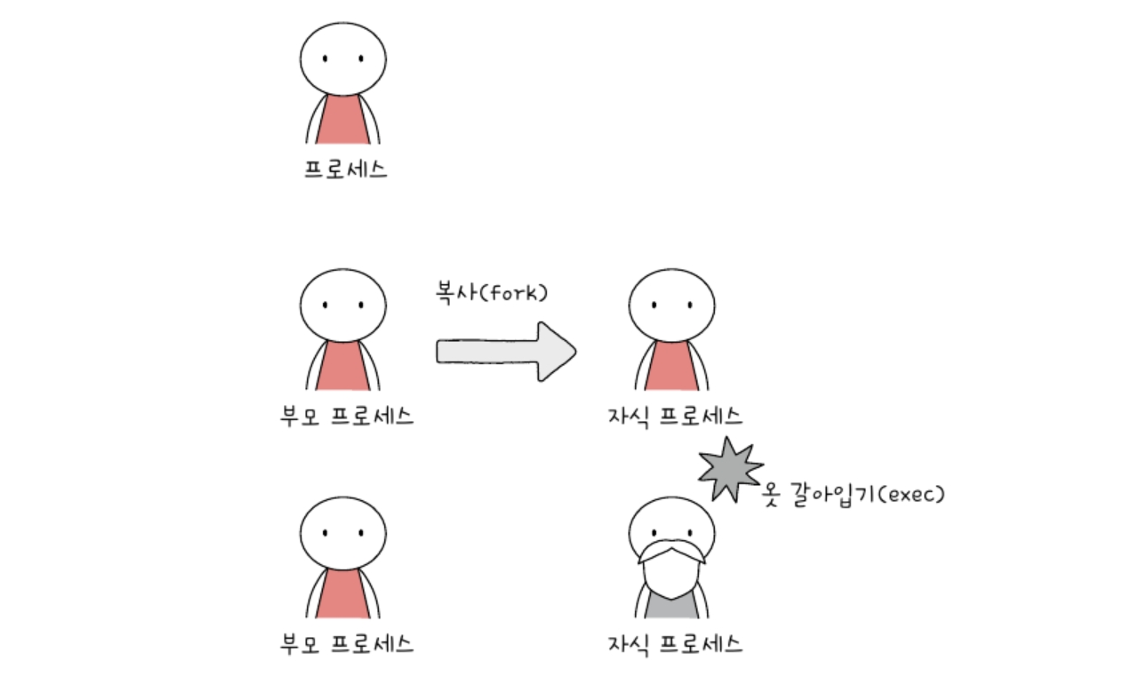 프로세스
복사(fork)
부모 프로세스
자식 프로세스
옷 갈아입기(exec)
부모 프로세스
자식 프로세스